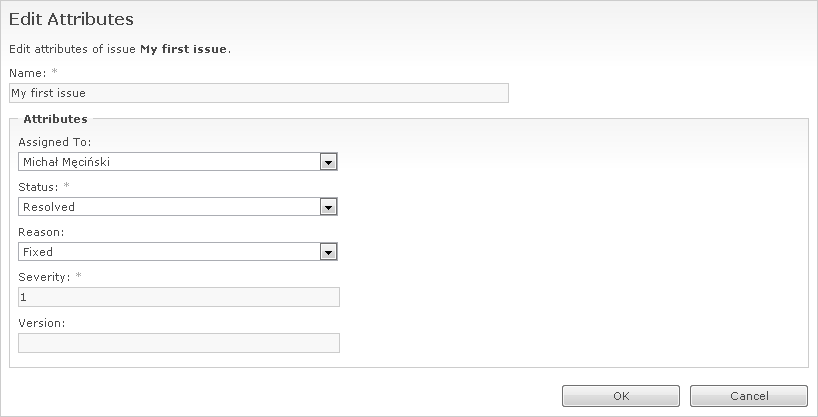 Edit Attributes
Edit attributes of issue My first issue.
Name: *
My first issue
Attributes
Assigned To:
Michał Męciński
Status: *
Resolved
Reason:
Fixed
Severity: *
1
Version:
OK Cancel